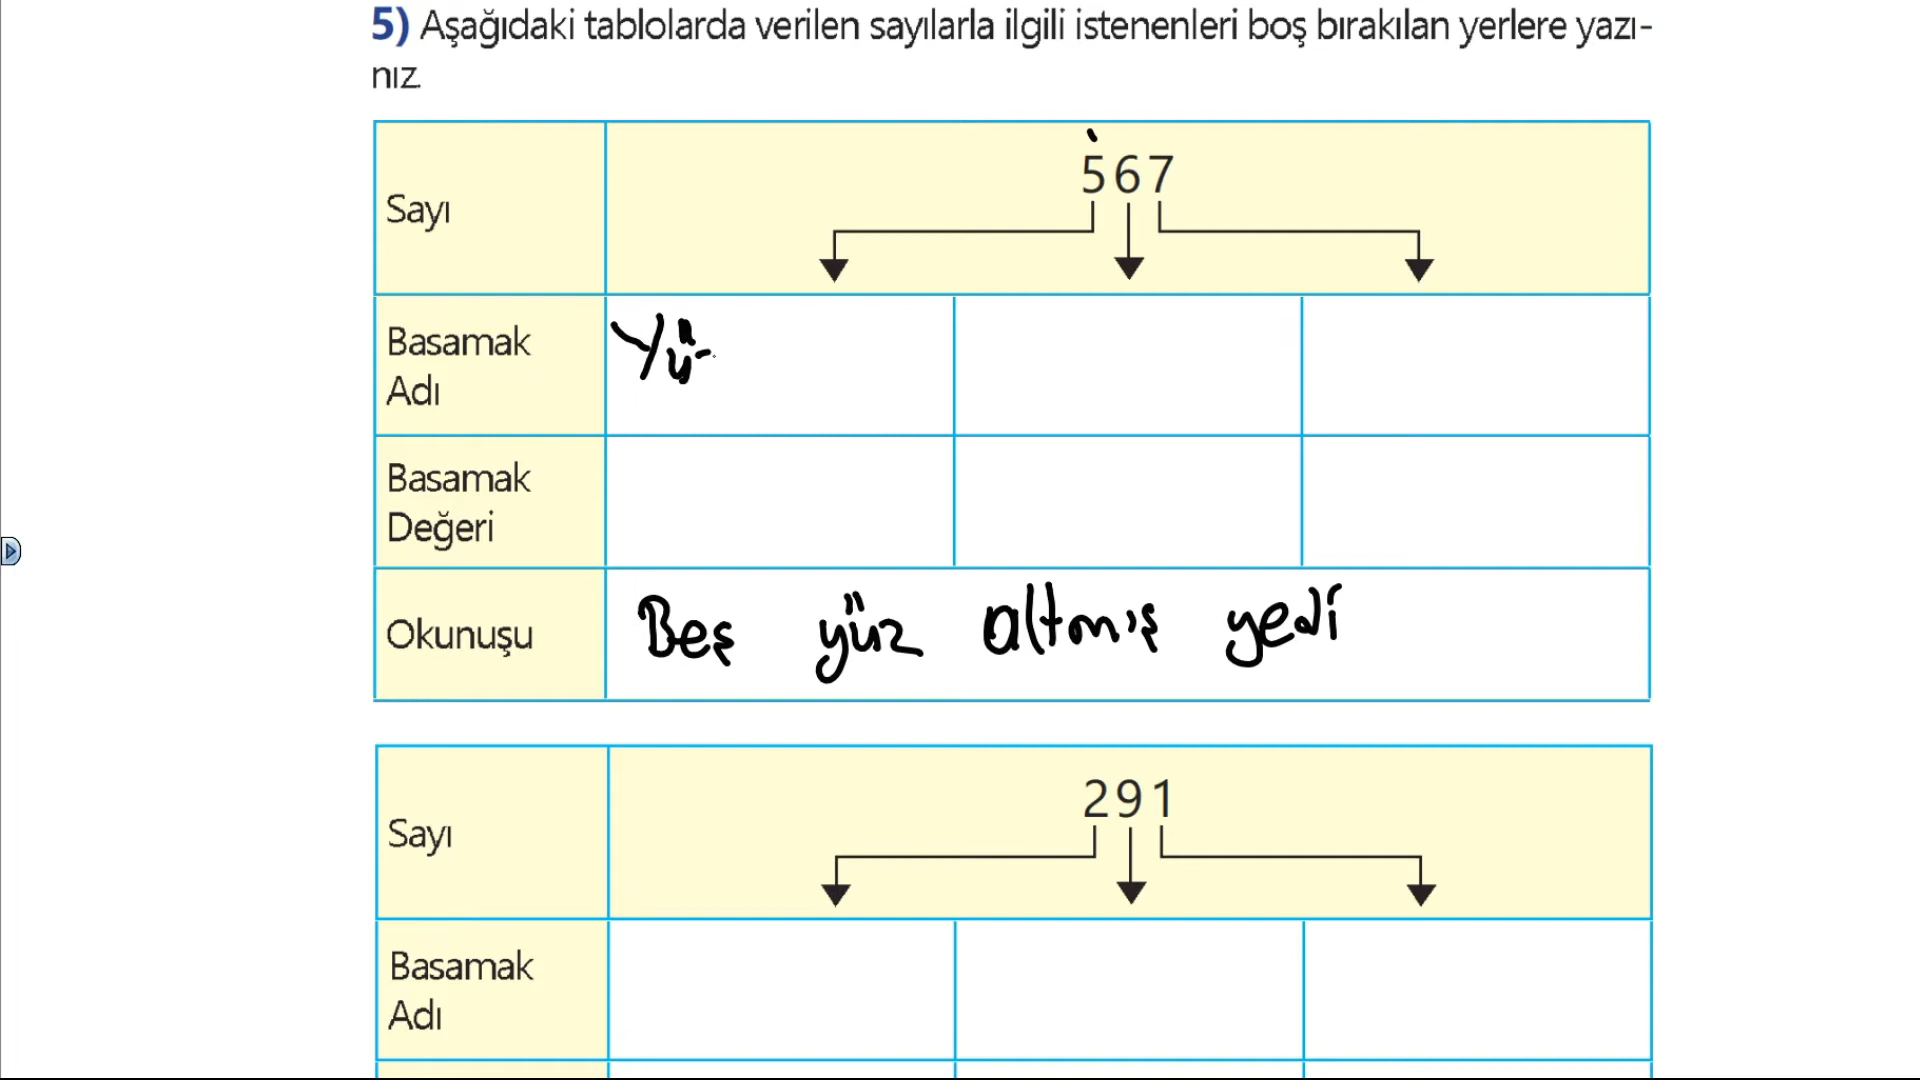 5) Aşağıdaki tablolarda verilen sayılarla ilgili istenenleri boş bırakılan yerlere yazı-
nız.
Sayı
567
Basamak
Adı
Yü
Basamak
Değeri
Okunuşu
Beş yüz altmış yedi
Sayı
291
Basamak
Adı